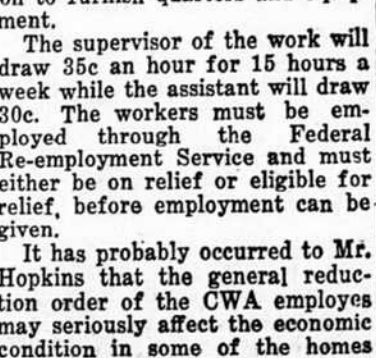 ment.
The supervisor of the work will
draw 35c an hour for 15 hours a
week while the assistant will draw
30c. The workers must be em-
ployed through the Federal
Re-employment Service and must
either be on relief or eligible for
relief, before employment can be
given.
It has probably occurred to Mr.
Hopkins that the general reduc-
tion order of the CWA employes
may seriously affect the economic
condition in some of the homes